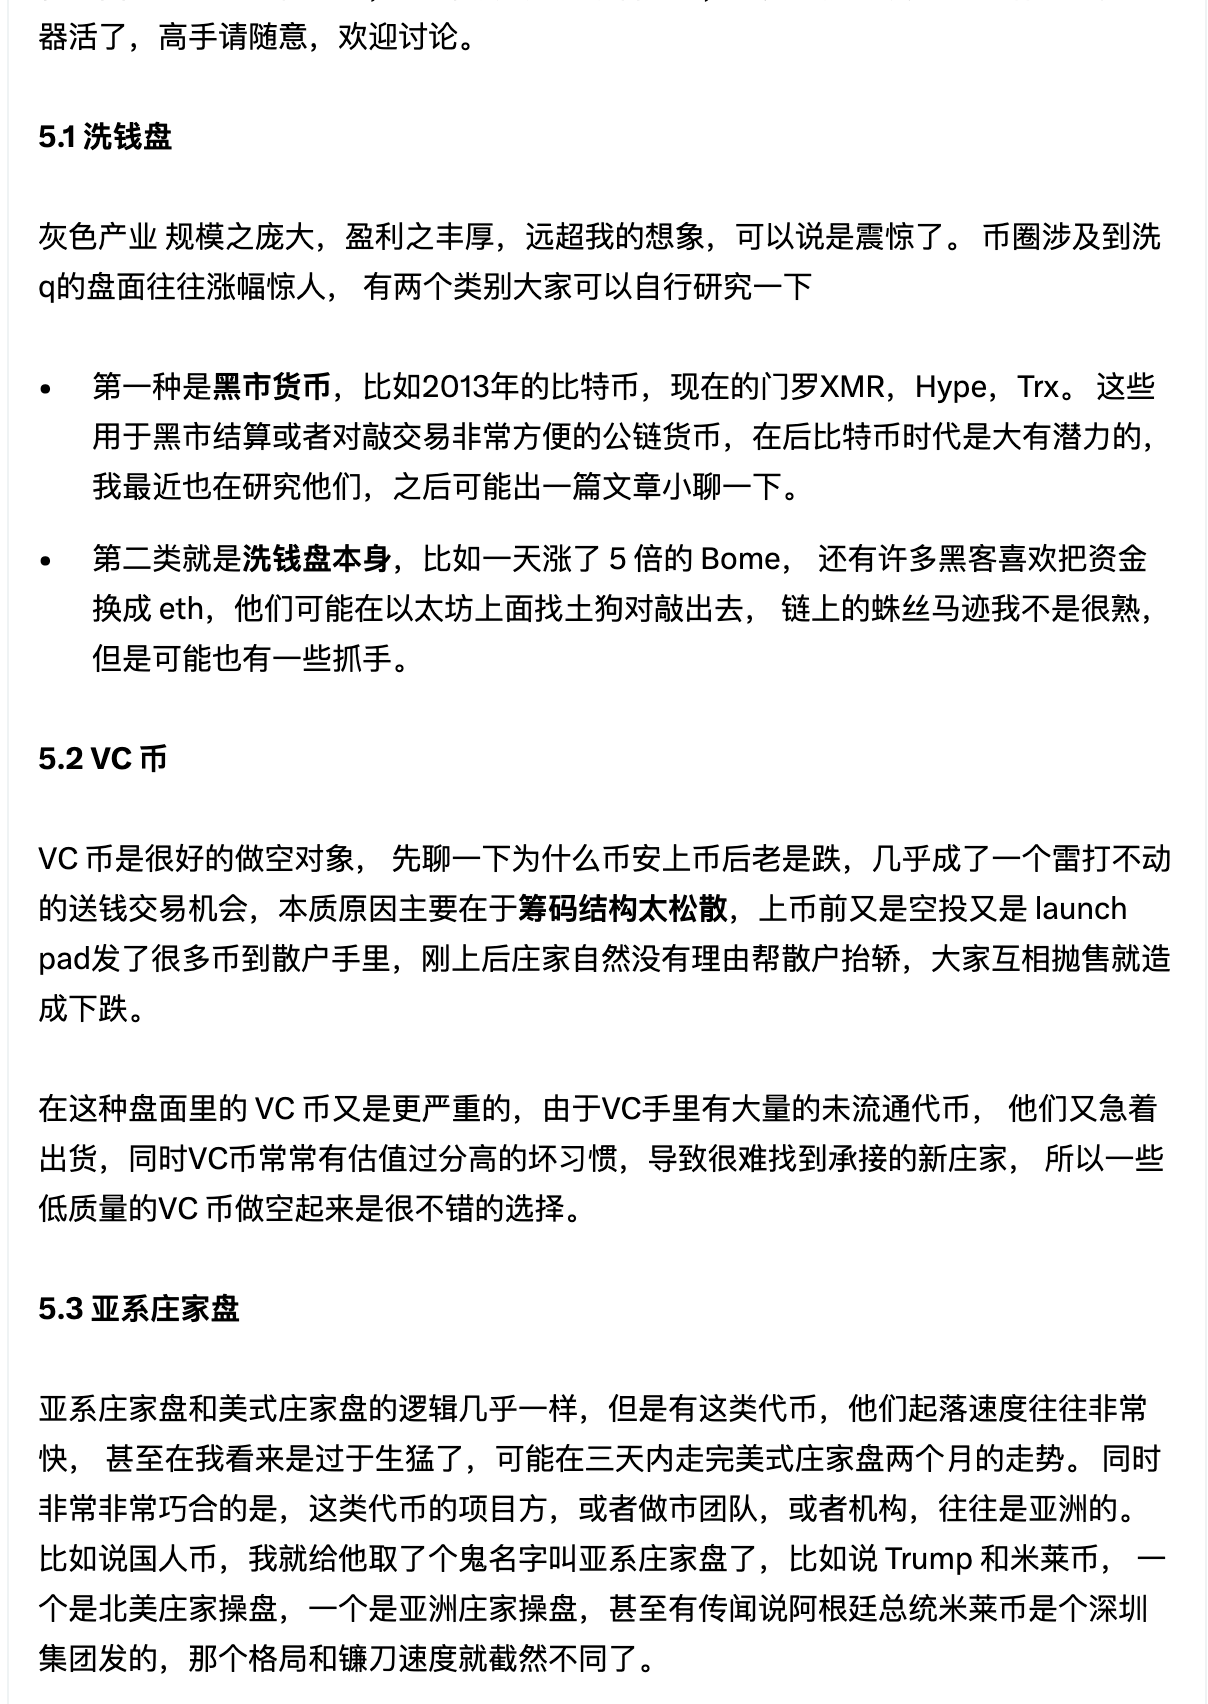 器活了，高手请随意，欢迎讨论。
5.1 洗钱盘
灰色产业 规模之庞大，盈利之丰厚，远超我的想象，可以说是震惊了。 币圈涉及到洗
q的盘面往往涨幅惊人， 有两个类别大家可以自行研究一下
• 第一种是黑市货币，比如2013年的比特币，现在的门罗XMR，Hype，Trx。 这些
用于黑市结算或者对敲交易非常方便的公链货币，在后比特币时代是大有潜力的，
我最近也在研究他们，之后可能出一篇文章小聊一下。
• 第二类就是洗钱盘本身，比如一天涨了 5 倍的 Bome， 还有许多黑客喜欢把资金
换成 eth，他们可能在以太坊上面找土狗对敲出去， 链上的蛛丝马迹我不是很熟，
但是可能也有一些抓手。
5.2 VC 币
VC 币是很好的做空对象， 先聊一下为什么币安上币后老是跌，几乎成了一个雷打不动
的送钱交易机会，本质原因主要在于筹码结构太松散，上币前又是空投又是 launch
pad发了很多币到散户手里，刚上后庄家自然没有理由帮散户抬轿，大家互相抛售就造
成下跌。
在这种盘面里的 VC 币又是更严重的，由于VC手里有大量的未流通代币， 他们又急着
出货，同时VC币常常有估值过分高的坏习惯，导致很难找到承接的新庄家， 所以一些
低质量的VC 币做空起来是很不错的选择。
5.3 亚系庄家盘
亚系庄家盘和美式庄家盘的逻辑几乎一样，但是有这类代币，他们起落速度往往非常
快， 甚至在我看来是过于生猛了，可能在三天内走完美式庄家盘两个月的走势。 同时
非常非常巧合的是，这类代币的项目方，或者做市团队，或者机构，往往是亚洲的。
比如说国人币，我就给他取了个鬼名字叫亚系庄家盘了，比如说 Trump 和米莱币， 一
个是北美庄家操盘，一个是亚洲庄家操盘，甚至有传闻说阿根廷总统米莱币是个深圳
集团发的，那个格局和镰刀速度就截然不同了。